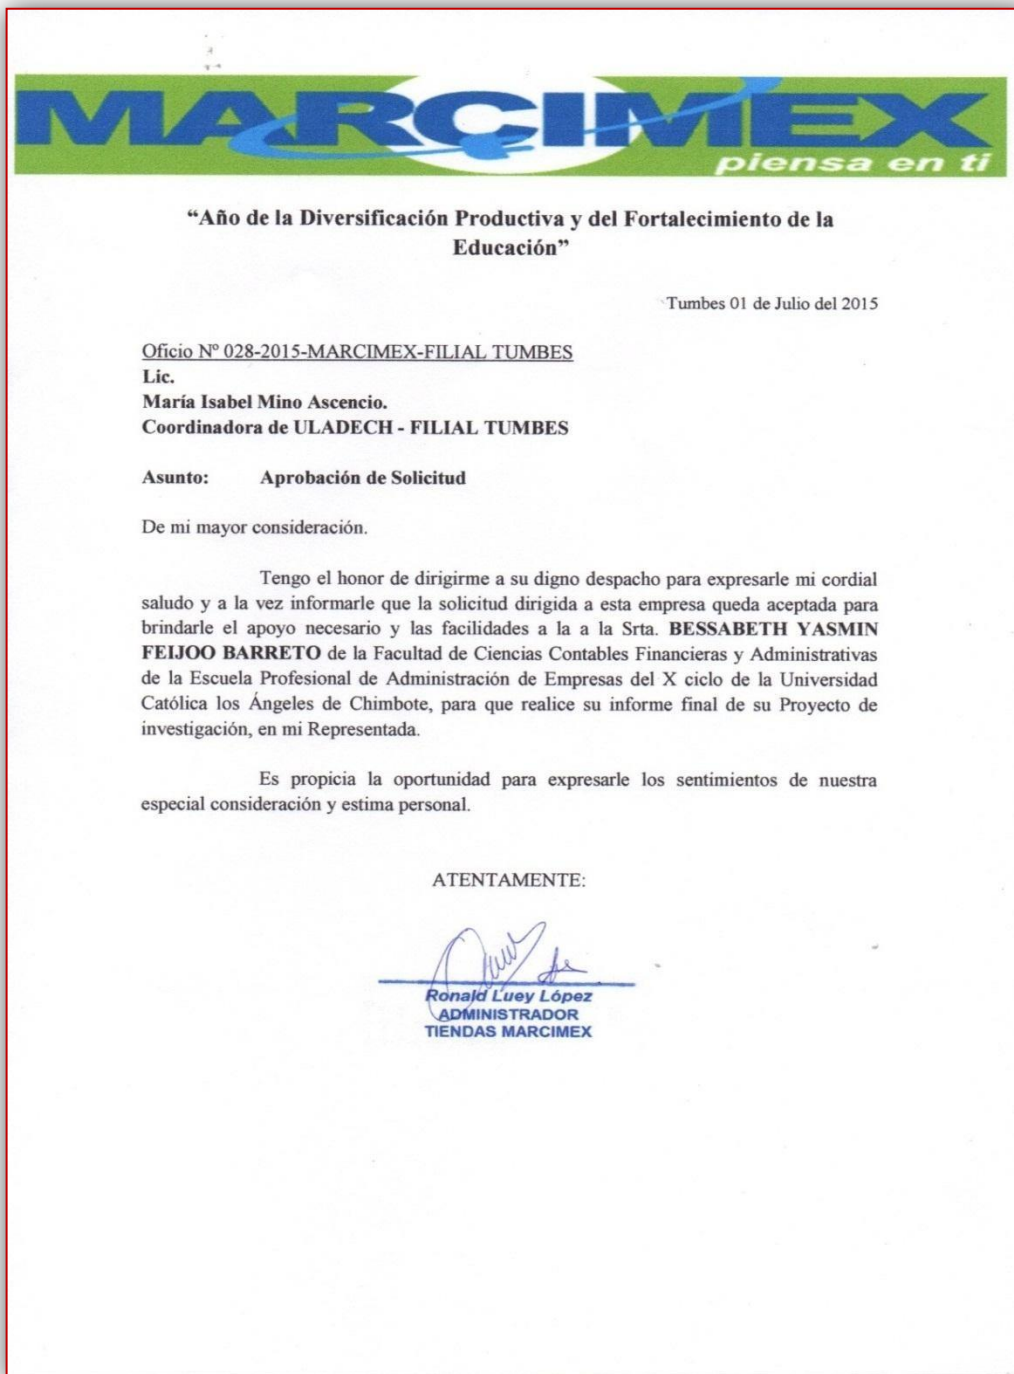 MARCIMEX
piensa en ti
“Año de la Diversificación Productiva y del Fortalecimiento de la
Educación”
Tumbes 01 de Julio del 2015
Oficio Nº 028-2015-MARCIMEX-FILIAL TUMBES
Lic.
María Isabel Mino Ascencio.
Coordinadora de ULADECH - FILIAL TUMBES
Asunto: Aprobación de Solicitud
De mi mayor consideración.
Tengo el honor de dirigirme a su digno despacho para expresarle mi cordial
saludo y a la vez informarle que la solicitud dirigida a esta empresa queda aceptada para
brindarle el apoyo necesario y las facilidades a la a la Srta. BESSABETH YASMIN
FEIJOO BARRETO de la Facultad de Ciencias Contables Financieras y Administrativas
de la Escuela Profesional de Administración de Empresas del X ciclo de la Universidad
Católica los Ángeles de Chimbote, para que realice su informe final de su Proyecto de
investigación, en mi Representada.
Es propicia la oportunidad para expresarle los sentimientos de nuestra
especial consideración y estima personal.
ATENTAMENTE:
Ronald Luey López
ADMINISTRADOR
TIENDAS MARCIMEX